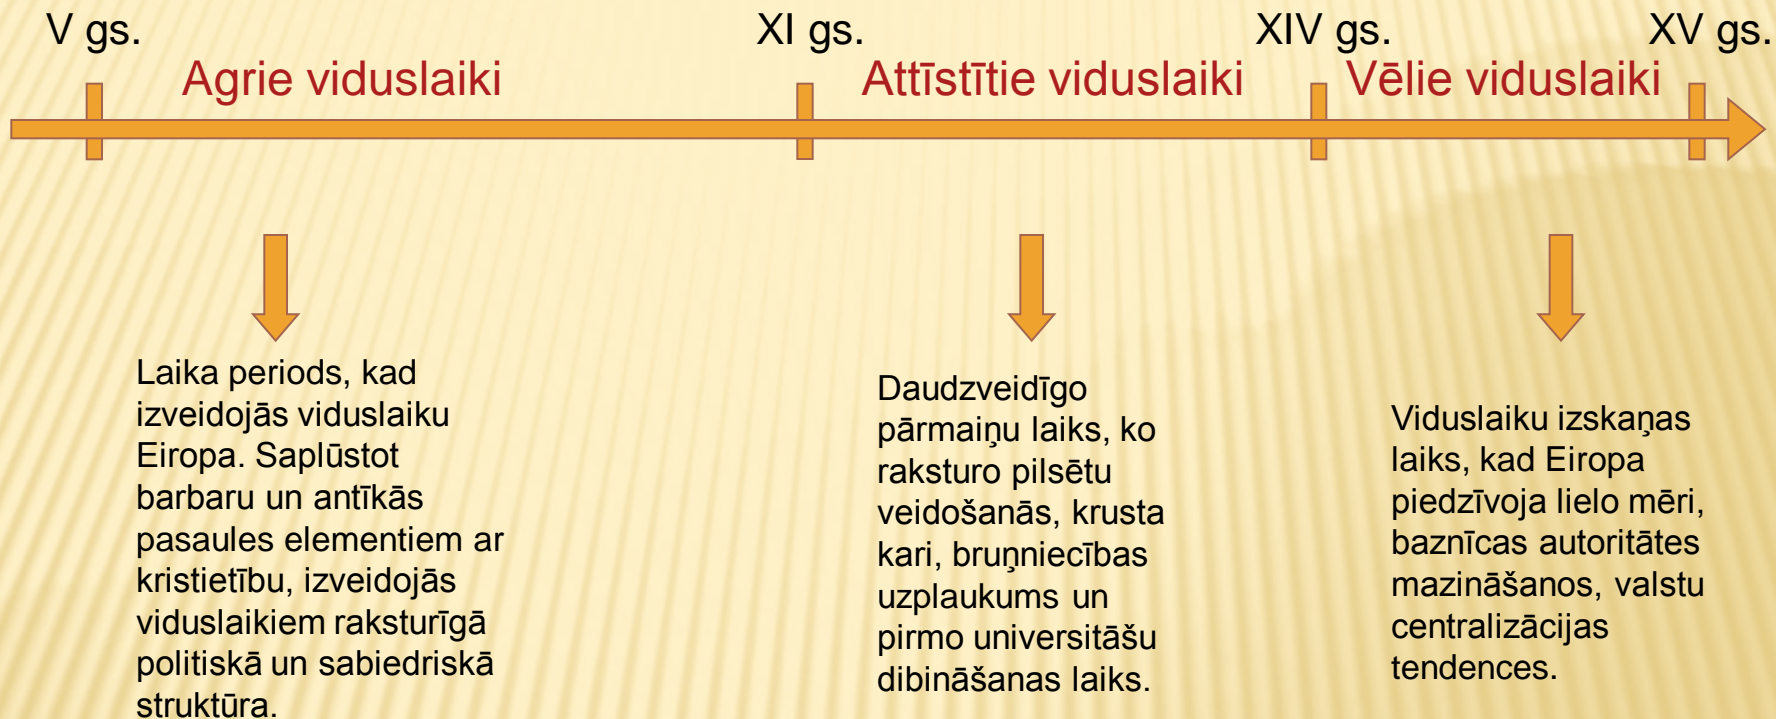 V gs.
XI gs.
XIV gs.
XV gs.
Agrie viduslaiki
Attīstītie viduslaiki
Vēlie viduslaiki
Laika periods, kad
izveidojās viduslaiku
Eiropa. Saplūstot
barbaru un antīkās
pasaules elementiem ar
kristietību, izveidojās
viduslaikiem raksturīgā
politiskā un sabiedriskā
struktūra.
Daudzveidīgo
pārmaiņu laiks, ko
raksturo pilsētu
veidošanās, krusta
kari, bruņniecības
uzplaukums un
pirmo universitāšu
dibināšanas laiks.
Viduslaiku izskaņas
laiks, kad Eiropa
piedzīvoja lielo mēri,
baznīcas autoritātes
mazināšanos, valstu
centralizācijas
tendences.